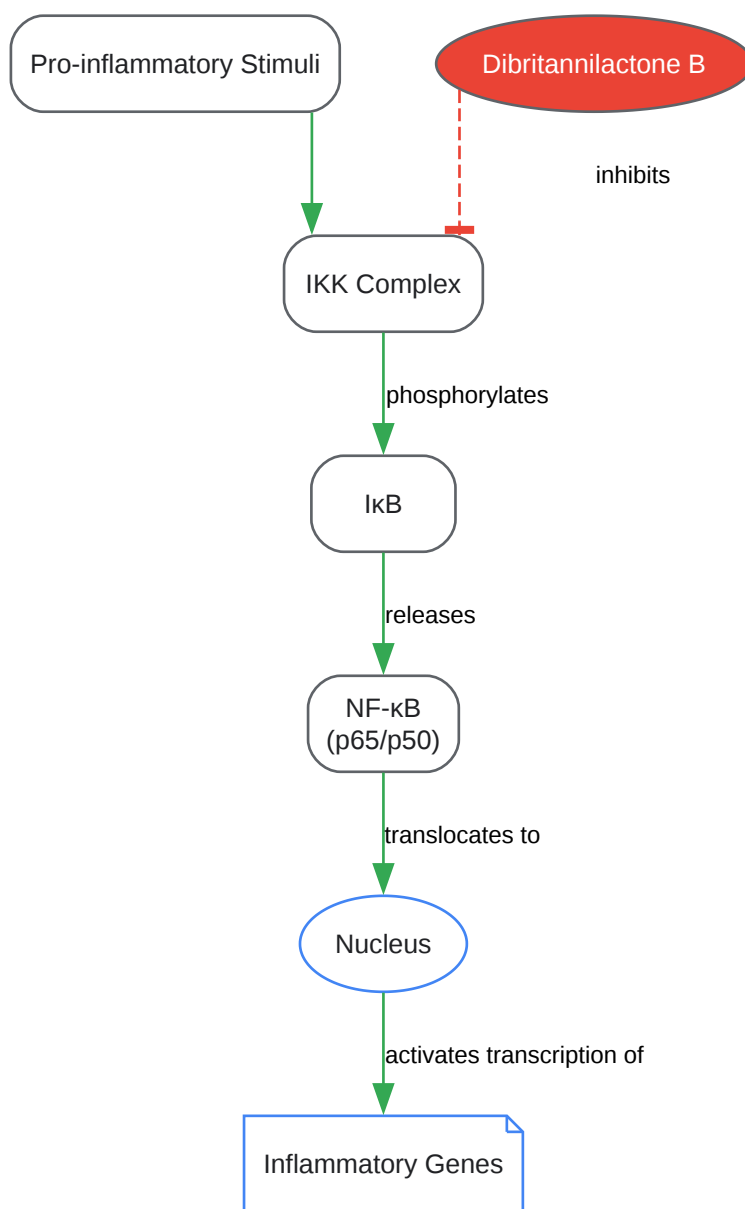 Pro-inflammatory Stimuli
Dibritannilactone B
inhibits
IKK Complex
phosphorylates
IκB
releases
NF-κB
(p65/p50)
translocates to
Nucleus
activates transcription of
Inflammatory Genes